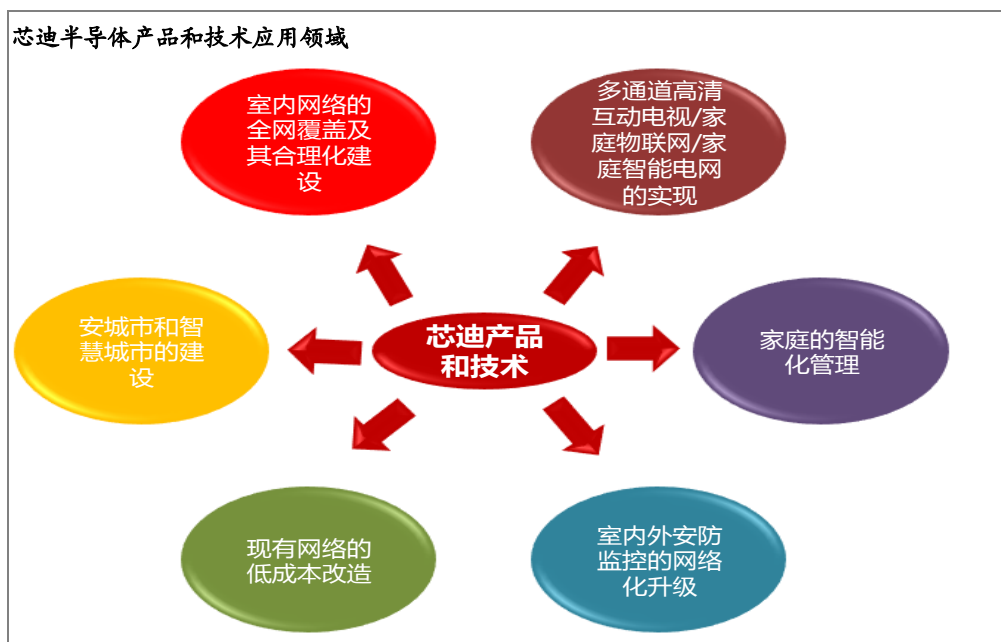 芯迪半导体产品和技术应用领域
室内网络的
全网覆盖及
其合理化建
设
多通道高清
互动电视/家
庭物联网/家
庭智能电网
的实现
安城市和智
慧城市的建
设
芯迪产品
和技术
家庭的智能
化管理
现有网络的
低成本改造
室内外安防
监控的网络
化升级